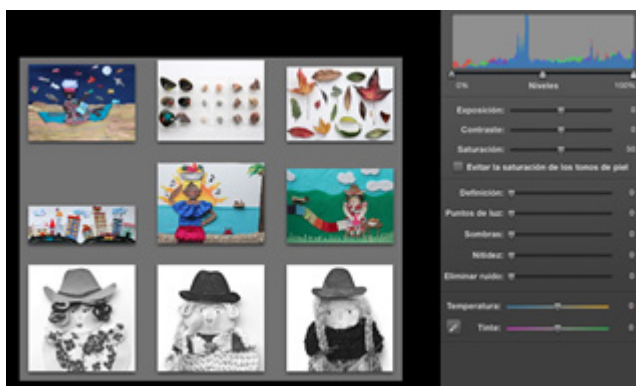 0% Niveles 100%
Exposición: 0
Contraste: 0
Saturación: 50
Evitar la saturación de los tonos de piel
Definición: 0
Puntos de luz: 0
Sombras: 0
Nitidez: 0
Eliminar ruido: 0
Temperatura: 0
Tinte: 0